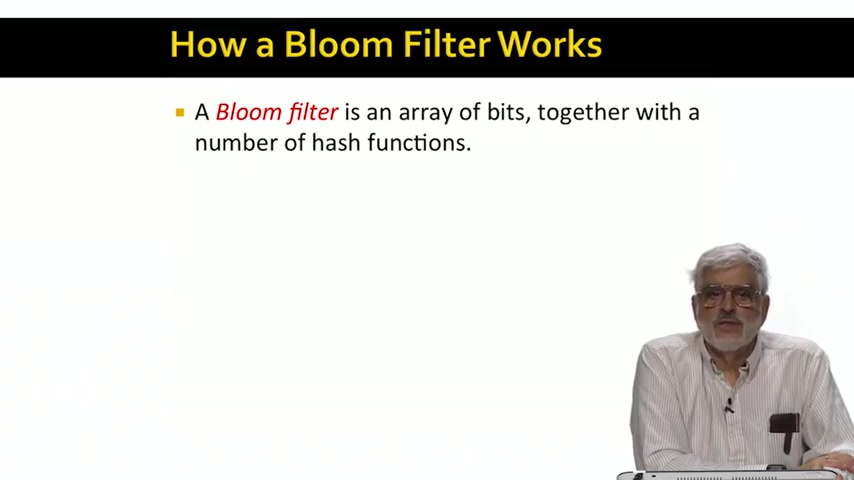 How a Bloom Filter Works
A Bloom filter is an array of bits, together with a
number of hash functions.